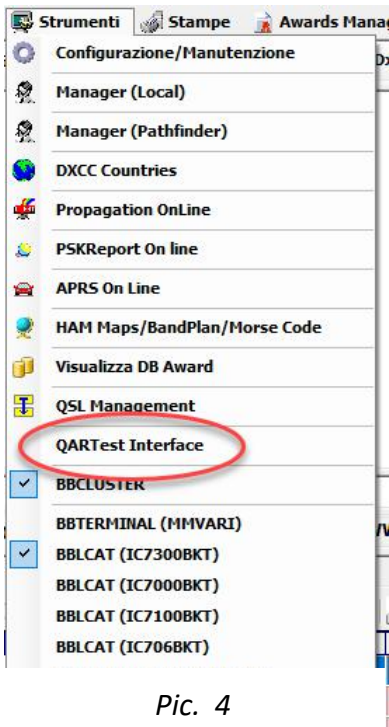 Strumenti Stampe Awards Mana
Configurazione/Manutenzione
Manager (Local)
Manager (Pathfinder)
DXCC Countries
Propagation OnLine
PSKReport On line
APRS On Line
HAM Maps/BandPlan/Morse Code
Visualizza DB Award
QSL Management
QARTest Interface
BBCLUSTER
BBTERMINAL (MMVARI)
BBLCAT (IC7300BKT)
BBLCAT (IC7000BKT)
BBLCAT (IC7100BKT)
BBLCAT (IC706BKT)
Pic. 4